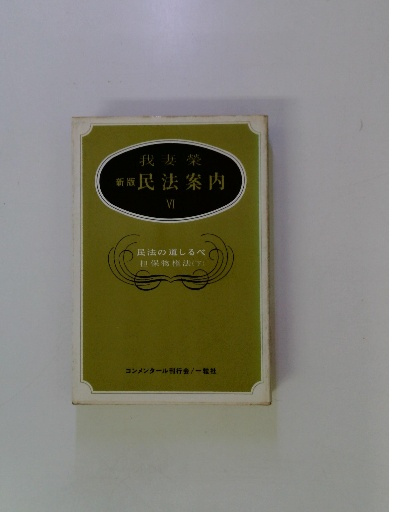 我妻榮
新版 民法案内
VI
民法の道しるべ
担保物権法(下)
コンメンタール刊行会/一粒社